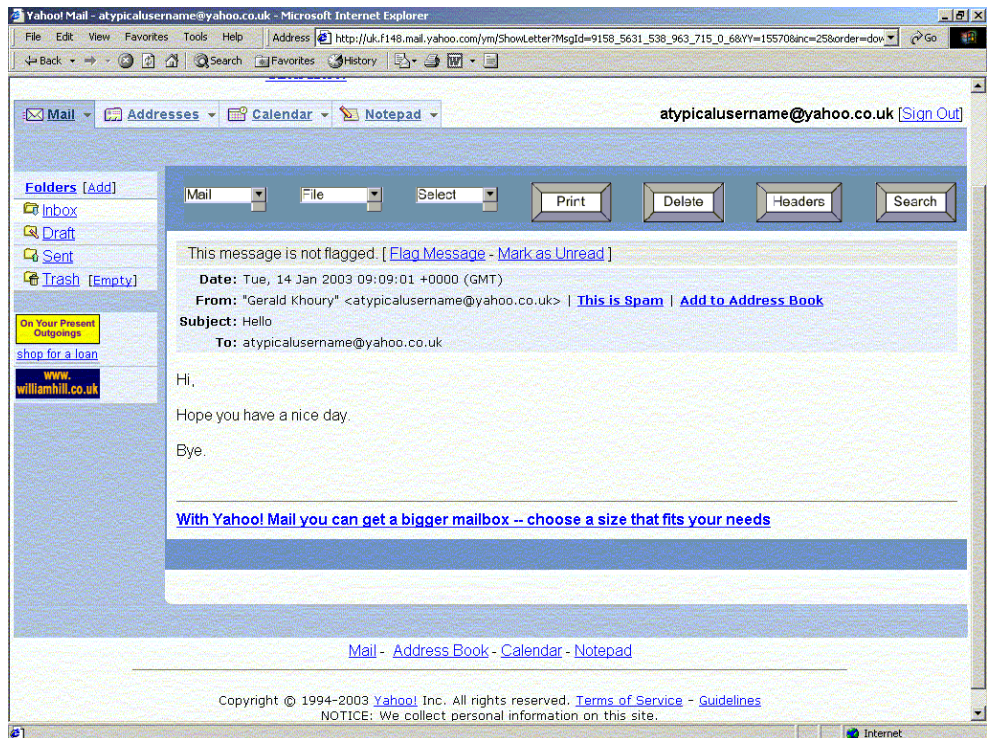 Yahoo! Mail - atypicalusername@yahoo.co.uk - Microsoft Internet Explorer
File Edit View Favorites Tools Help Address http://uk.f148.mail.yahoo.com/ym/ShowLetter?MsgId=9158_5631_538_963_715_0_6&YY=15570&inc=25&order=dow Go
Back Search Favorites History
Mail Addresses Calendar Notepad atypicalusername@yahoo.co.uk [Sign Out]
Folders [Add]
Inbox
Draft
Sent
Trash [Empty]
On Your Present
Outgoings
shop for a loan
www.
williamhill.co.uk
Mail File Select Print Delete Headers Search
This message is not flagged. [ Flag Message - Mark as Unread ]
Date: Tue, 14 Jan 2003 09:09:01 +0000 (GMT)
From: "Gerald Khoury" <atypicalusername@yahoo.co.uk> | This is Spam | Add to Address Book
Subject: Hello
To: atypicalusername@yahoo.co.uk
Hi,
Hope you have a nice day.
Bye.
With Yahoo! Mail you can get a bigger mailbox -- choose a size that fits your needs
Mail - Address Book - Calendar - Notepad
Copyright © 1994-2003 Yahoo! Inc. All rights reserved. Terms of Service - Guidelines
NOTICE: We collect personal information on this site.
Internet